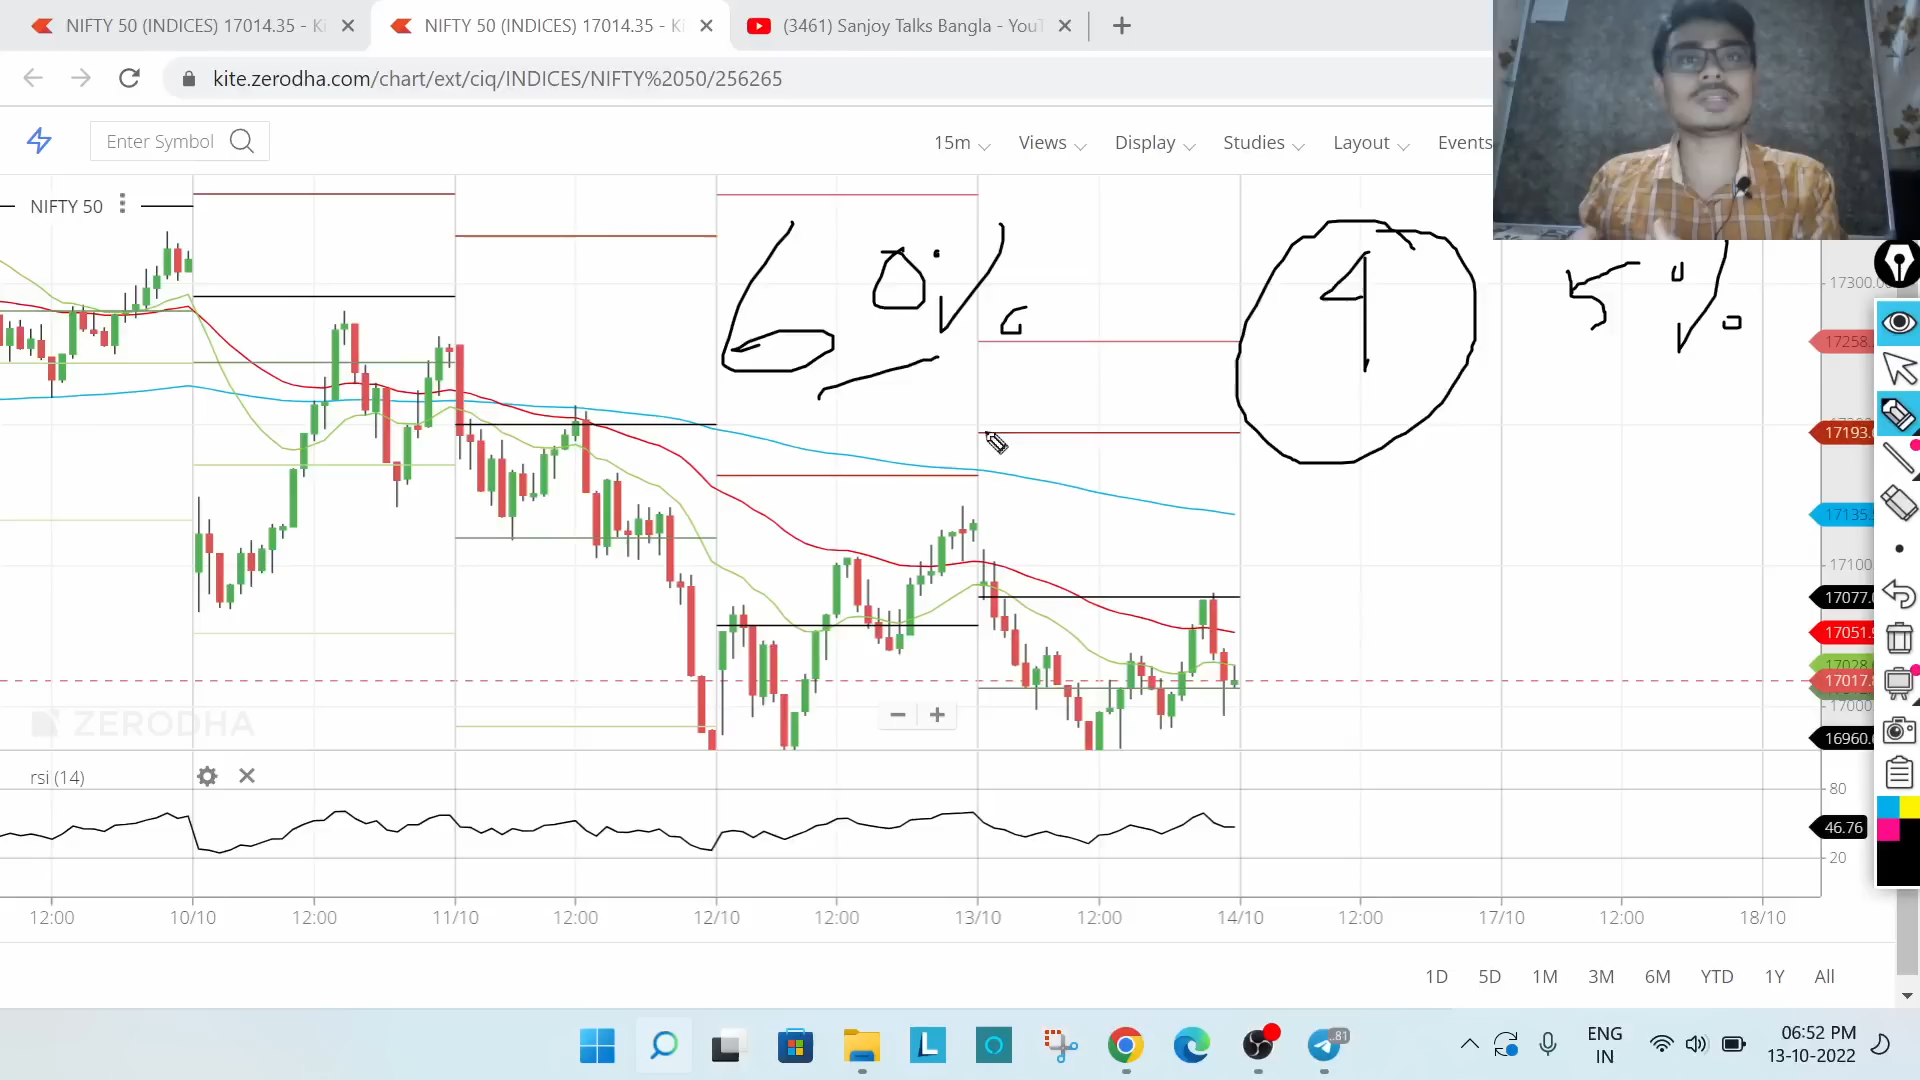 NIFTY 50 (INDICES) 17014.35 - Ki
NIFTY 50 (INDICES) 17014.35 - Ki
(3461) Sanjoy Talks Bangla - YouT
kite.zerodha.com/chart/ext/ciq/INDICES/NIFTY%2050/256265
Enter Symbol
15m
Views
Display
Studies
Layout
Events
NIFTY 50
60%
1
5%
17300.0
17258.
17193.
17135.
17100
17077.
17051.
17028.
17017.
17000
16960.
ZERODHA
rsi (14)
80
46.76
20
12:00
10/10
12:00
11/10
12:00
12/10
12:00
13/10
12:00
14/10
12:00
17/10
12:00
18/10
1D
5D
1M
3M
6M
YTD
1Y
All
81
ENG
IN
06:52 PM
13-10-2022